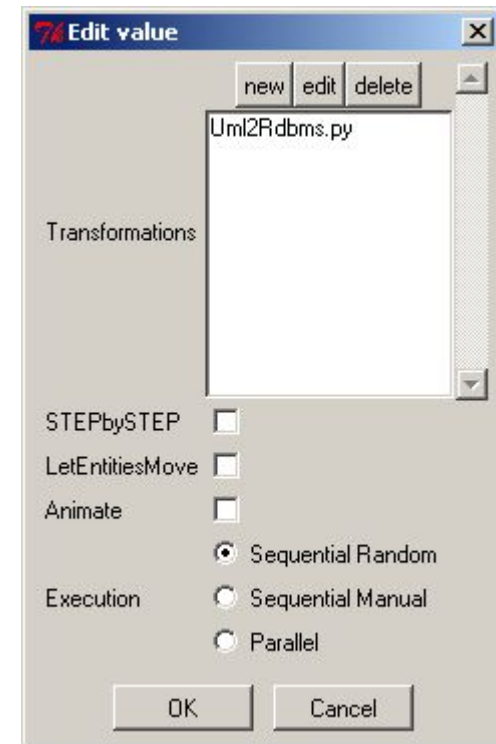 Edit value
new edit delete
Uml2Rdbms.py
Transformations
STEPbySTEP
LetEntitiesMove
Animate
Sequential Random
Execution Sequential Manual
Parallel
OK Cancel